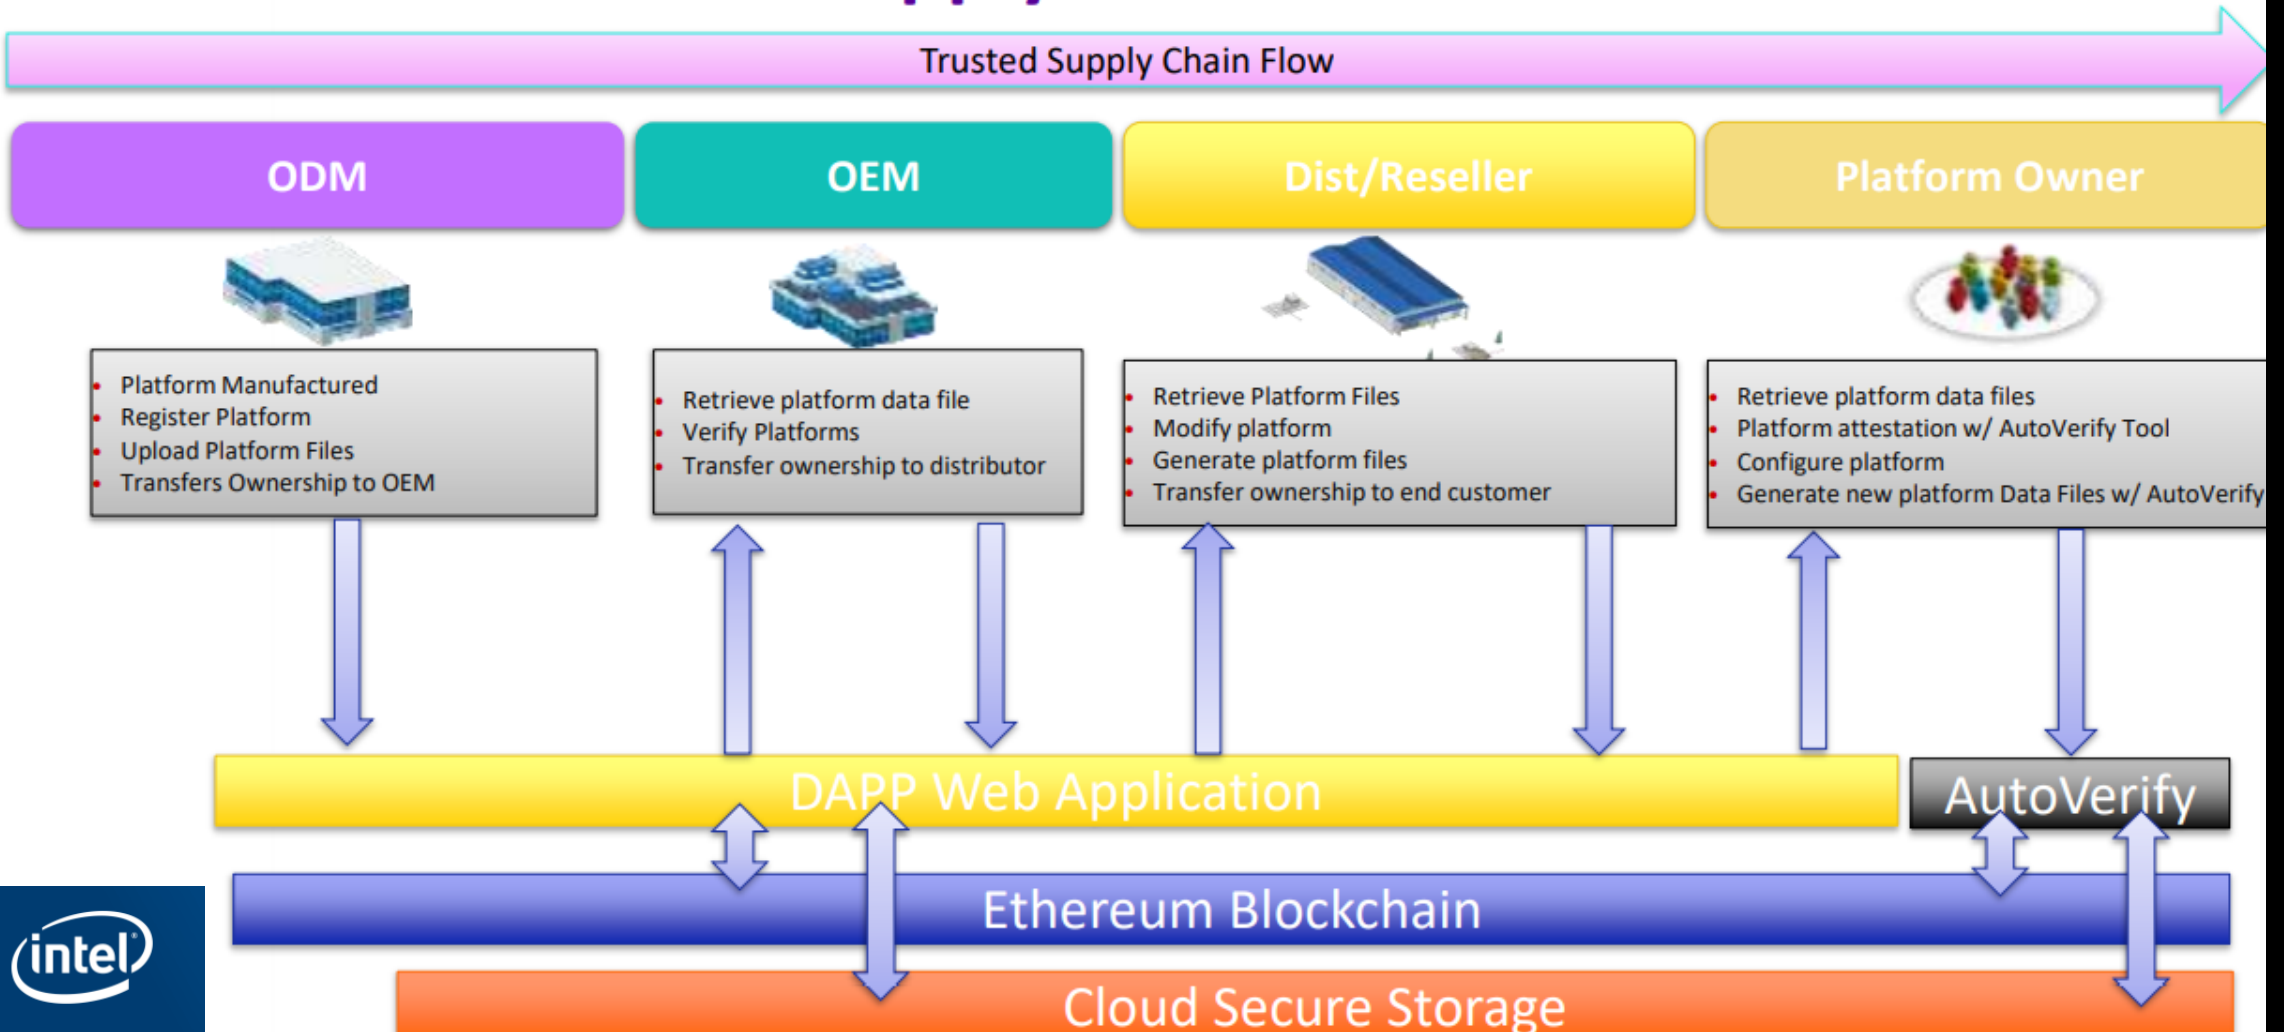 Trusted Supply Chain Flow
ODM
OEM
Dist/Reseller
Platform Owner
• Platform Manufactured
• Register Platform
• Upload Platform Files
• Transfers Ownership to OEM
• Retrieve platform data file
• Verify Platforms
• Transfer ownership to distributor
• Retrieve Platform Files
• Modify platform
• Generate platform files
• Transfer ownership to end customer
• Retrieve platform data files
• Platform attestation w/ AutoVerify Tool
• Configure platform
• Generate new platform Data Files w/ AutoVerify
DAPP Web Application
AutoVerify
Ethereum Blockchain
intel®
Cloud Secure Storage